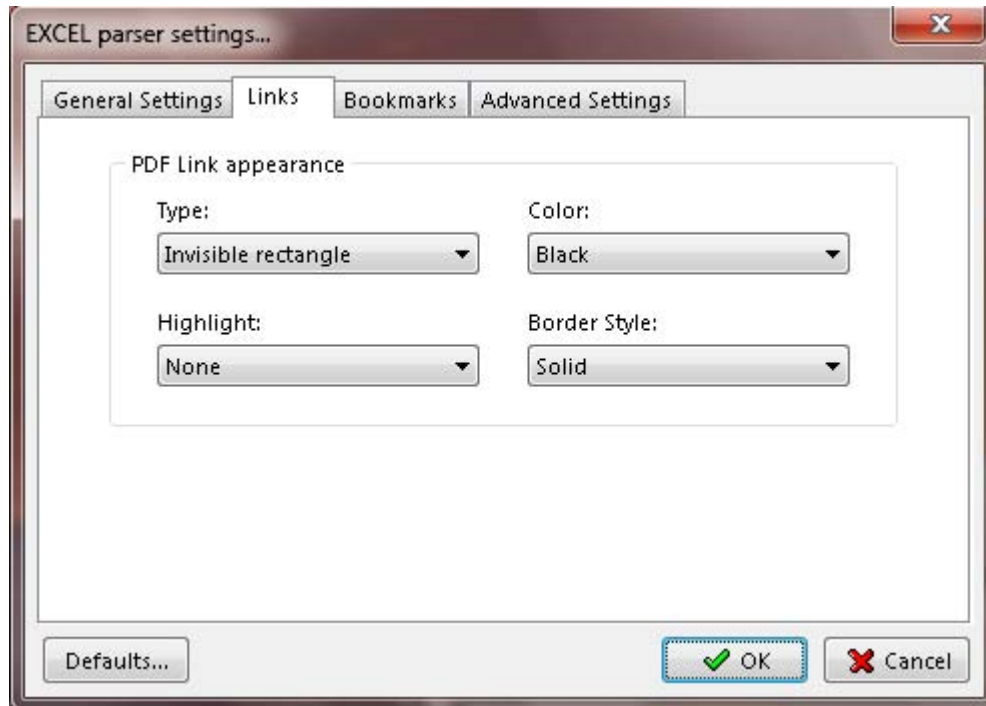 EXCEL parser settings...
X
General Settings Links Bookmarks Advanced Settings
PDF Link appearance
Type: Color:
Invisible rectangle Black
Highlight: Border Style:
None Solid
Defaults... OK Cancel